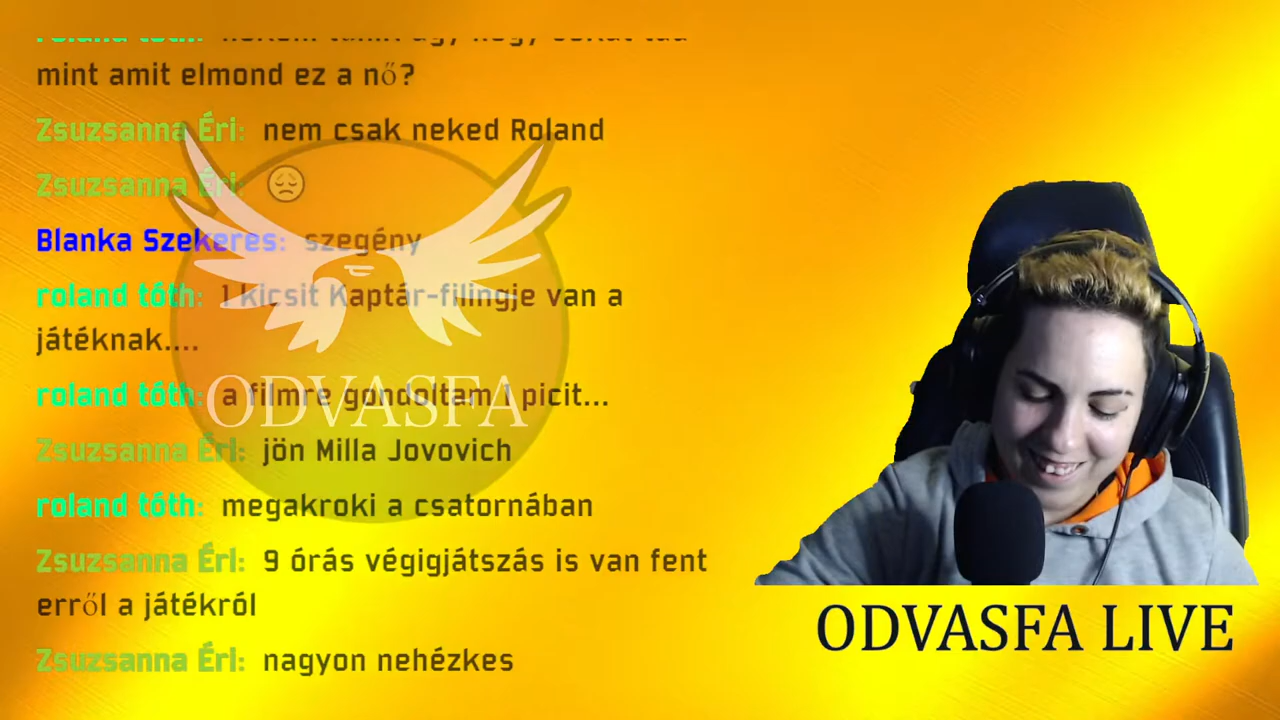 roland tóth:
mint amit elmond ez a nő?
Zsuzsanna Éri: nem csak neked Roland
Zsuzsanna Éri:
Blanka Szekeres: szegény
roland tóth: 1 kicsit Kaptár-filingje van a
játéknak....
roland tóth: a filmre gondoltam 1 picit...
ODVASFA
Zsuzsanna Éri: jön Milla Jovovich
roland tóth: megakroki a csatornában
Zsuzsanna Éri: 9 órás végigjátszás is van fent
erről a játékról
Zsuzsanna Éri: nagyon nehézkes
ODVASFA LIVE